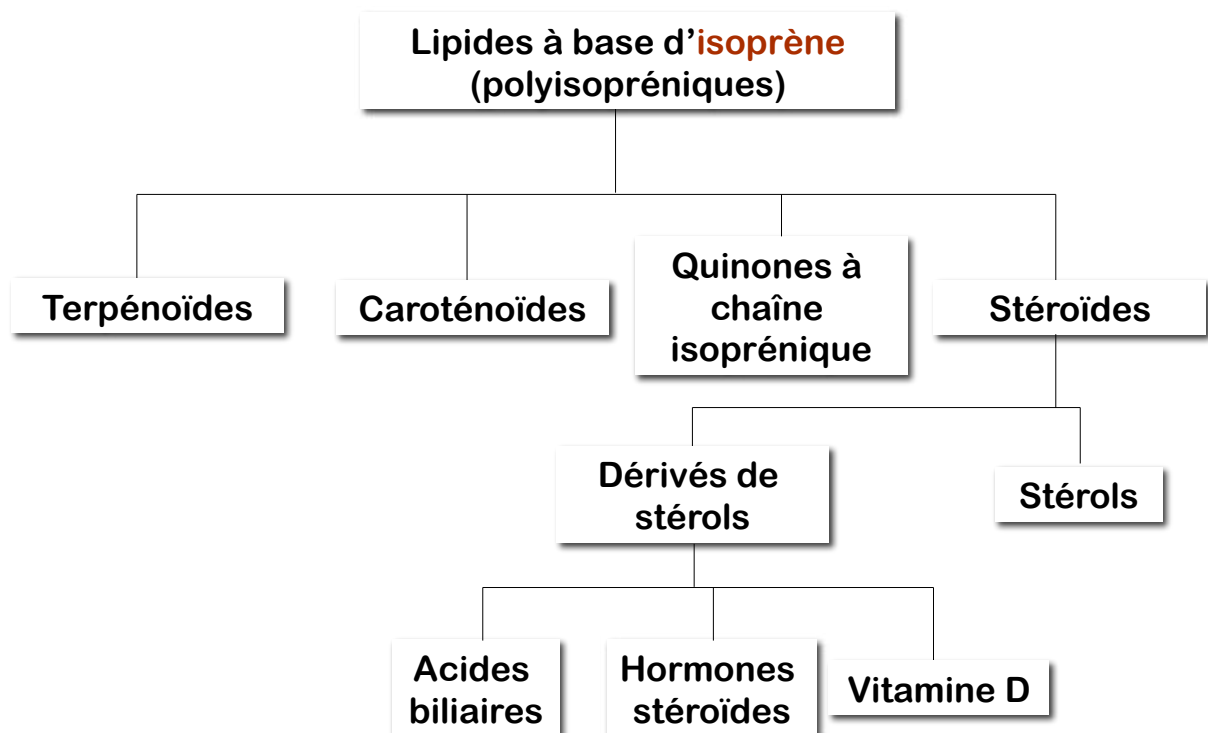 Lipides à base d’isoprène
(polyisopréniques)
Terpénoïdes
Caroténoïdes
Quinones à
chaîne
isoprénique
Stéroïdes
Dérivés de
stérols
Stérols
Acides
biliaires
Hormones
stéroïdes
Vitamine D